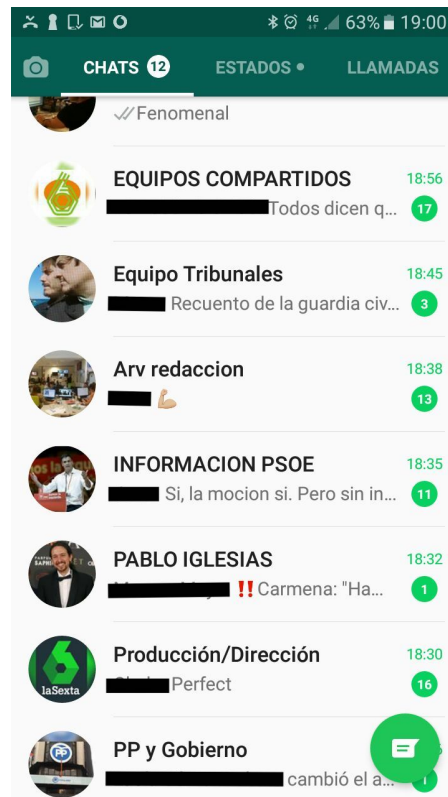 4G 63% 19:00
CHATS 12 ESTADOS LLAMADAS
Fenomenal
EQUIPOS COMPARTIDOS 18:56
Todos dicen q... 17
Equipo Tribunales 18:45
Recuento de la guardia civ... 3
Arv redaccion 18:38
13
INFORMACION PSOE 18:35
Si, la mocion si. Pero sin in... 11
PABLO IGLESIAS 18:32
‼️Carmena: "Ha... 1
Producción/Dirección 18:30
laSexta
Perfect 16
PP y Gobierno
PP
cambió el a... 1